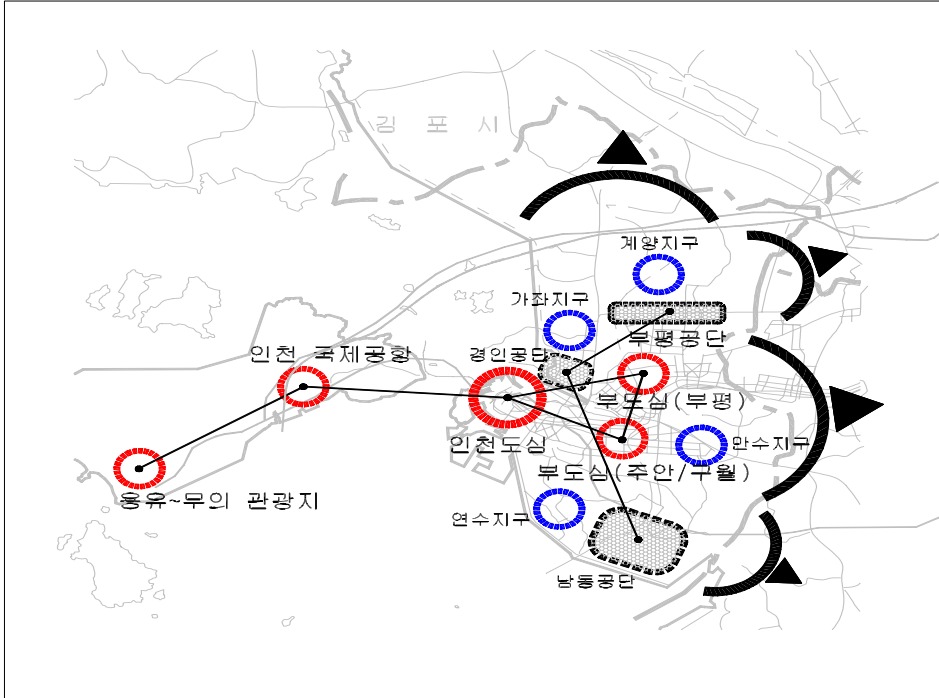 김 포 시
계양지구
가좌지구
부평공단
인천 국제공항
경인공단
부도심(부평)
인천도심
만수지구
부도심(주안/구월)
용유~무의 관광지
연수지구
남동공단